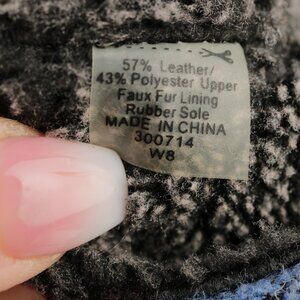 57% Leather/
43% Polyester Upper
Faux Fur Lining
Rubber Sole
MADE IN CHINA
300714
W8